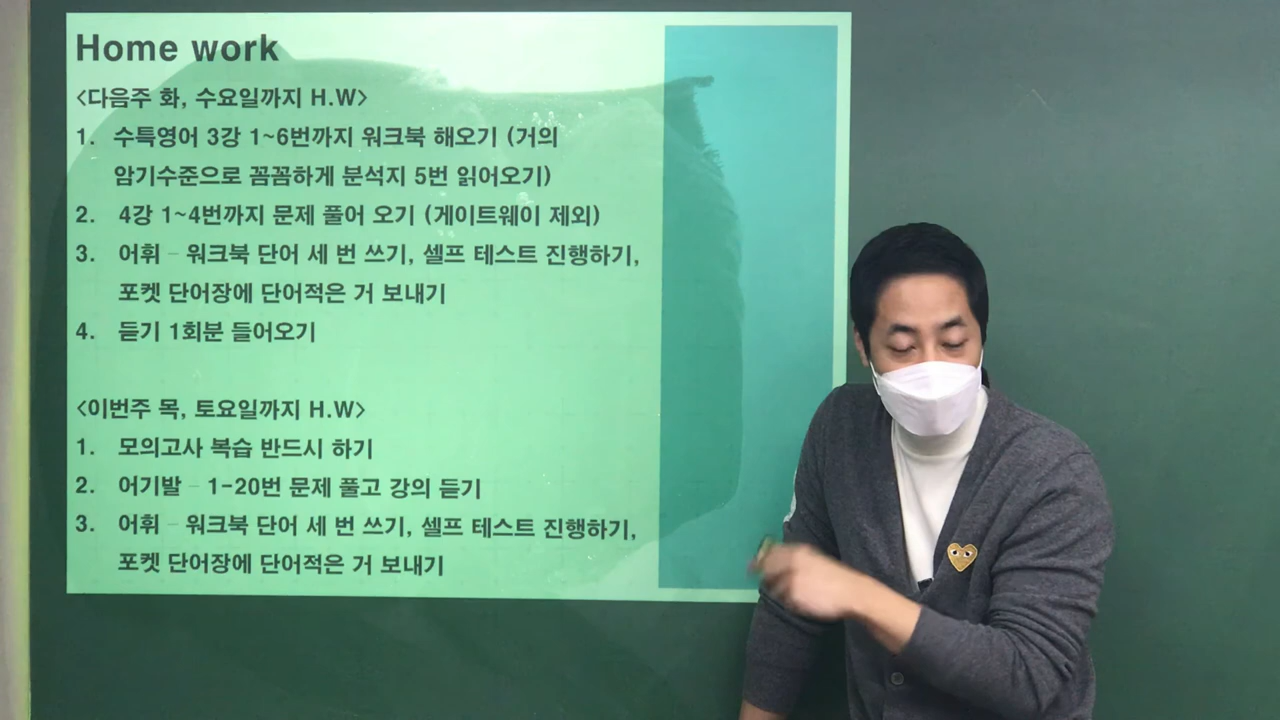 Home work
<다음주 화, 수요일까지 H.W>
1. 수특영어 3강 1~6번까지 워크북 해오기 (거의
암기수준으로 꼼꼼하게 분석지 5번 읽어오기)
2. 4강 1~4번까지 문제 풀어 오기 (게이트웨이 제외)
3. 어휘 – 워크북 단어 세 번 쓰기, 셀프 테스트 진행하기,
포켓 단어장에 단어적은 거 보내기
4. 듣기 1회분 들어오기
<이번주 목, 토요일까지 H.W>
1. 모의고사 복습 반드시 하기
2. 어기발 – 1-20번 문제 풀고 강의 듣기
3. 어휘 – 워크북 단어 세 번 쓰기, 셀프 테스트 진행하기,
포켓 단어장에 단어적은 거 보내기